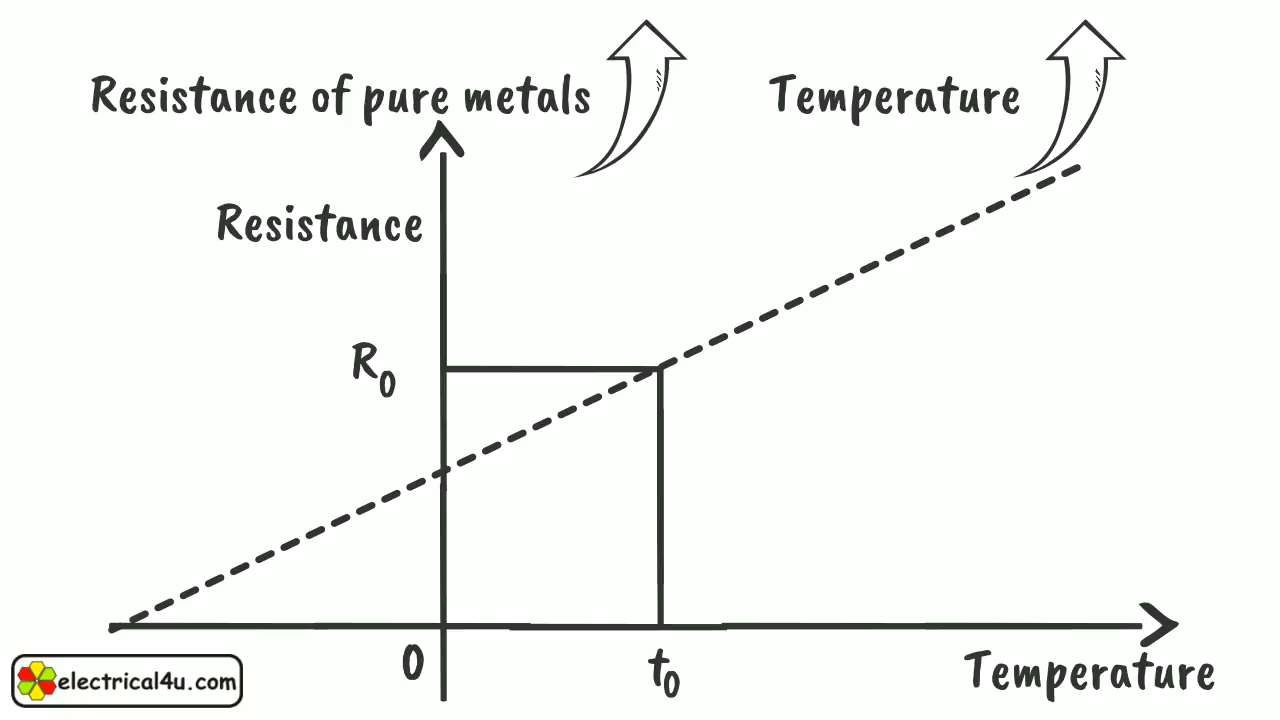 Resistance of pure metals
Temperature
Resistance
R0
0
t0
Temperature
electrical4u.com